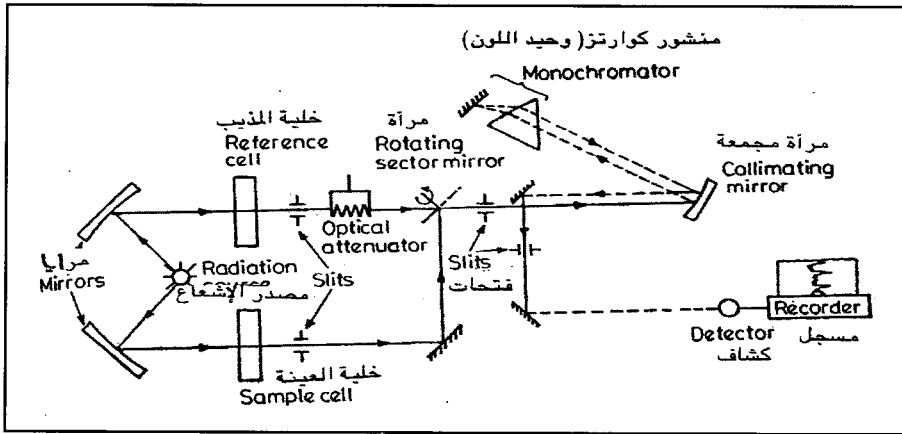 منشور كوارتز( وحيد اللون)
Monochromator
خلية المذيب
Reference
cell
مرآة
Rotating
sector mirror
مرآة مجمعة
Callimating
mirror
Optical
attenuator
مرايا
Mirrors
Radiation
مصدر الإشعاع
Slits
Slits
فتحات
Recorder
مسجل
Detector
كشاف
خلية العينة
Sample cell